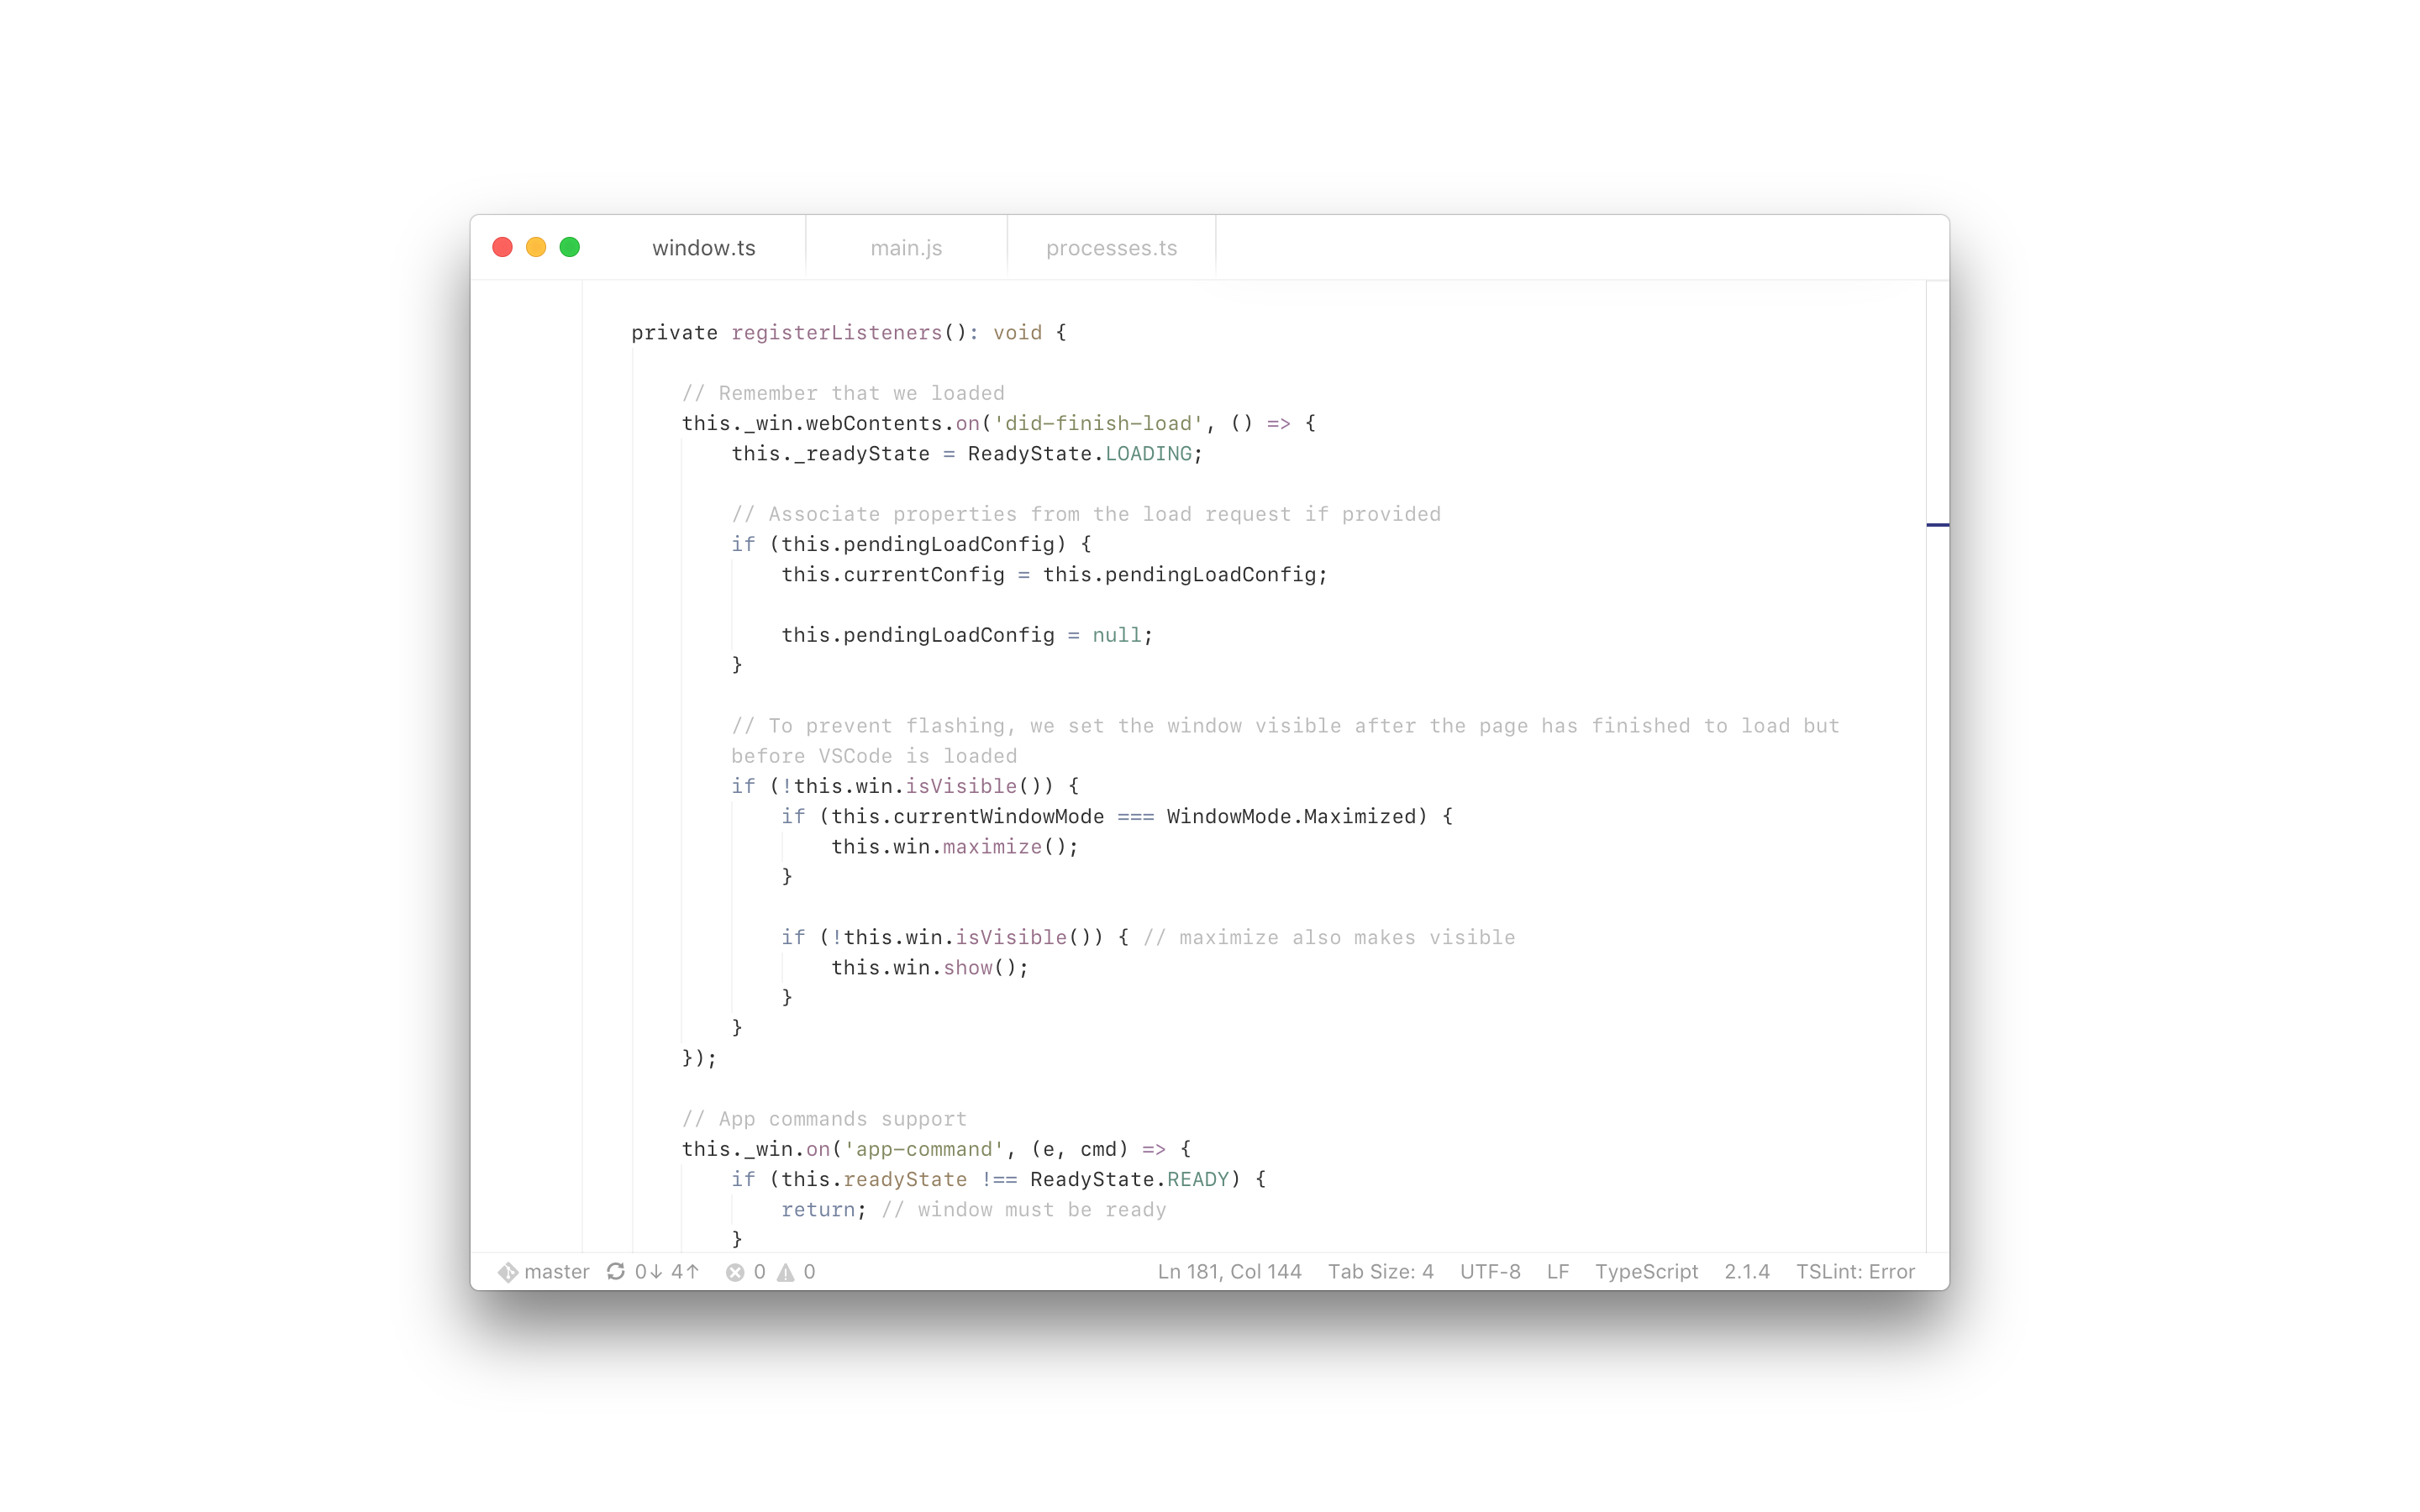 window.ts main.js processes.ts
private registerListeners(): void {
// Remember that we loaded
this._win.webContents.on('did-finish-load', () => {
this._readyState = ReadyState.LOADING;
// Associate properties from the load request if provided
if (this.pendingLoadConfig) {
this.currentConfig = this.pendingLoadConfig;
this.pendingLoadConfig = null;
}
// To prevent flashing, we set the window visible after the page has finished to load but
before VSCode is loaded
if (!this.win.isVisible()) {
if (this.currentWindowMode === WindowMode.Maximized) {
this.win.maximize();
}
if (!this.win.isVisible()) { // maximize also makes visible
this.win.show();
}
}
});
// App commands support
this._win.on('app-command', (e, cmd) => {
if (this.readyState !== ReadyState.READY) {
return; // window must be ready
}
master 0↓ 4↑ 0 0 Ln 181, Col 144 Tab Size: 4 UTF-8 LF TypeScript 2.1.4 TSLint: Error